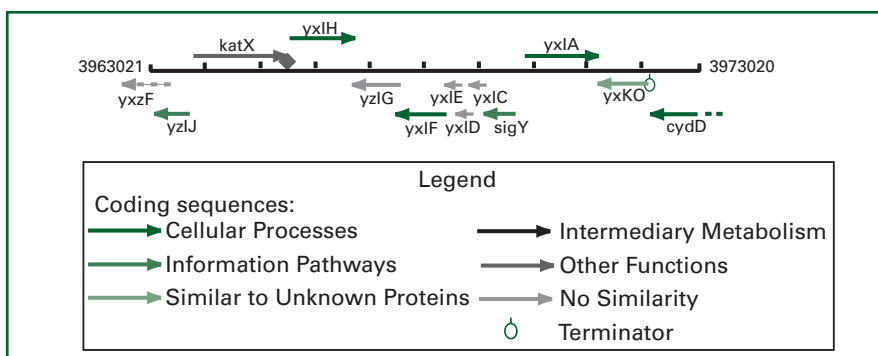 yxlH
katX
yxlA
3963021
3973020
yxzF
yzlG
yxlE
yxlC
yxKO
yzlJ
yxlF
yxlD
sigY
cydD
Legend
Coding sequences:
Cellular Processes
Intermediary Metabolism
Information Pathways
Other Functions
Similar to Unknown Proteins
No Similarity
Terminator